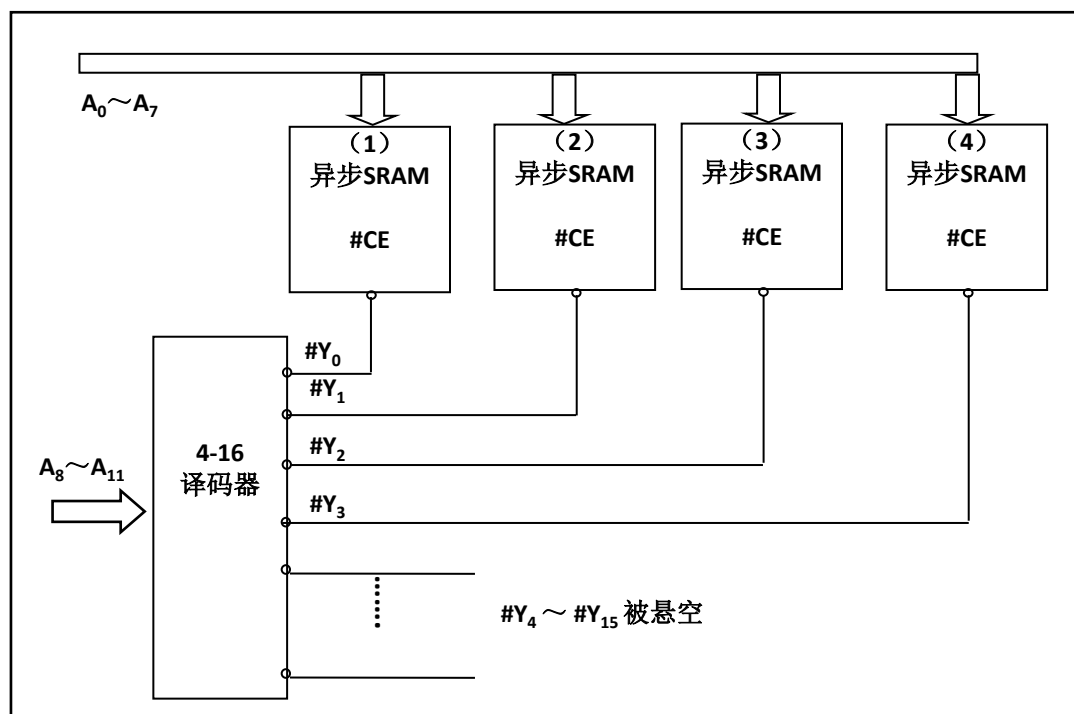 A₀～A₇
（1）
异步SRAM
#CE
（2）
异步SRAM
#CE
（3）
异步SRAM
#CE
（4）
异步SRAM
#CE
#Y₀
#Y₁
#Y₂
#Y₃
4-16
译码器
A₈～A₁₁
#Y₄～ #Y₁₅ 被悬空